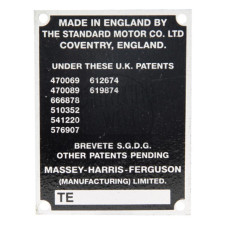 MADE IN ENGLAND BY
THE STANDARD MOTOR CO. LTD
COVENTRY, ENGLAND.
UNDER THESE U.K. PATENTS
470069 612674
470089 619874
666878
510352
541220
576907
BREVETE S.G.D.G.
OTHER PATENTS PENDING
MASSEY-HARRIS-FERGUSON
(MANUFACTURING) LIMITED.
TE